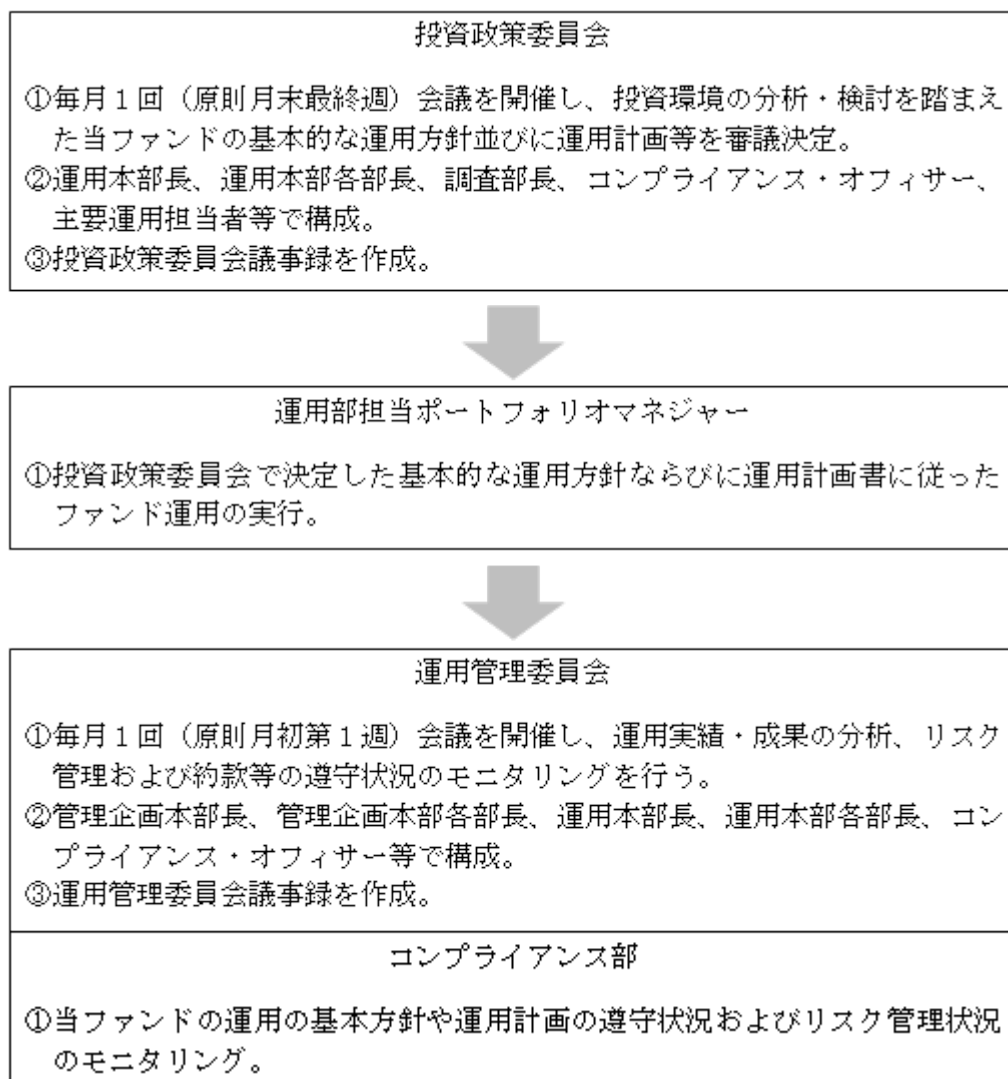 投資政策委員会
①毎月１回（原則月末最終週）会議を開催し、投資環境の分析・検討を踏まえ
た当ファンドの基本的な運用方針並びに運用計画等を審議決定。
②運用本部長、運用本部各部長、調査部長、コンプライアンス・オフィサー、
主要運用担当者等で構成。
③投資政策委員会議事録を作成。
運用部担当ポートフォリオマネジャー
①投資政策委員会で決定した基本的な運用方針ならびに運用計画書に従った
ファンド運用の実行。
運用管理委員会
①毎月１回（原則月初第１週）会議を開催し、運用実績・成果の分析、リスク
管理および約款等の遵守状況のモニタリングを行う。
②管理企画本部長、管理企画本部各部長、運用本部長、運用本部各部長、コン
プライアンス・オフィサー等で構成。
③運用管理委員会議事録を作成。
コンプライアンス部
①当ファンドの運用の基本方針や運用計画の遵守状況およびリスク管理状況
のモニタリング。